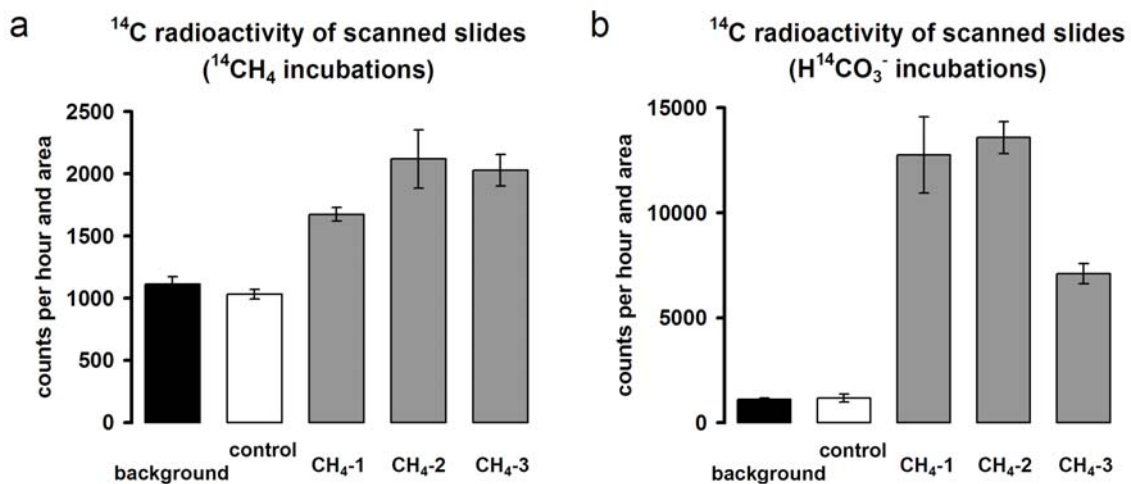 a
¹⁴C radioactivity of scanned slides
(¹⁴CH₄ incubations)
counts per hour and area
2500
2000
1500
1000
500
0
background
control
CH₄-1
CH₄-2
CH₄-3
b
¹⁴C radioactivity of scanned slides
(H¹⁴CO₃⁻ incubations)
counts per hour and area
15000
10000
5000
0
background
control
CH₄-1
CH₄-2
CH₄-3